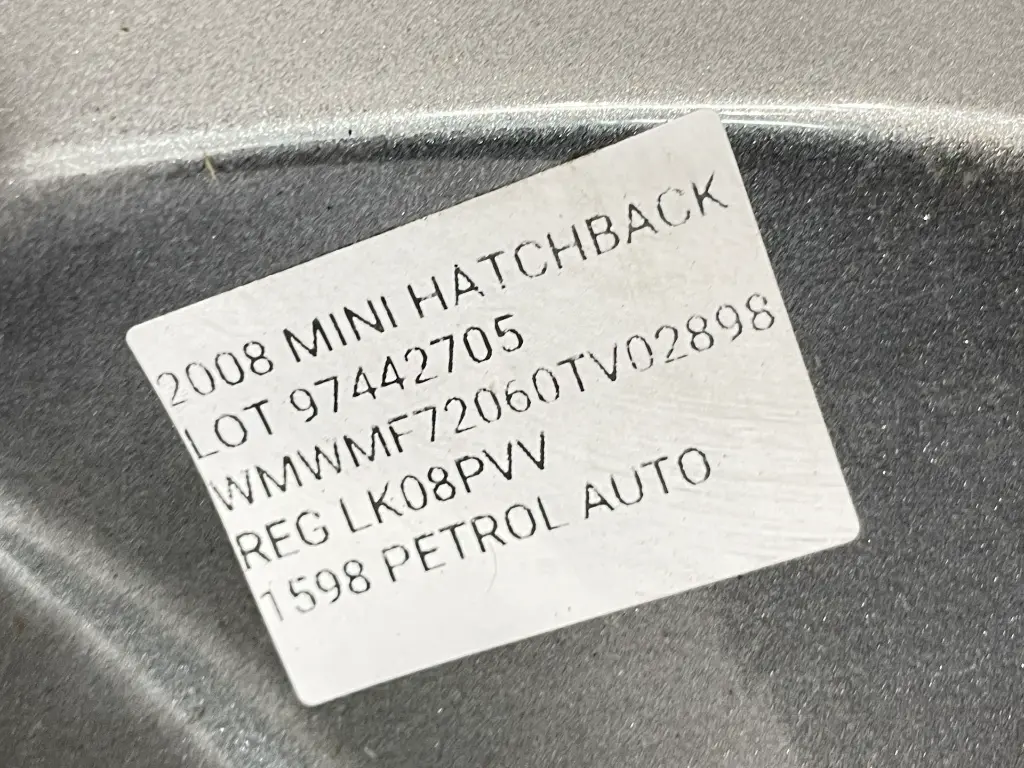 2008 MINI HATCHBACK
LOT 97442705
WMWMF72060TV02898
REG LK08PVV
1598 PETROL AUTO